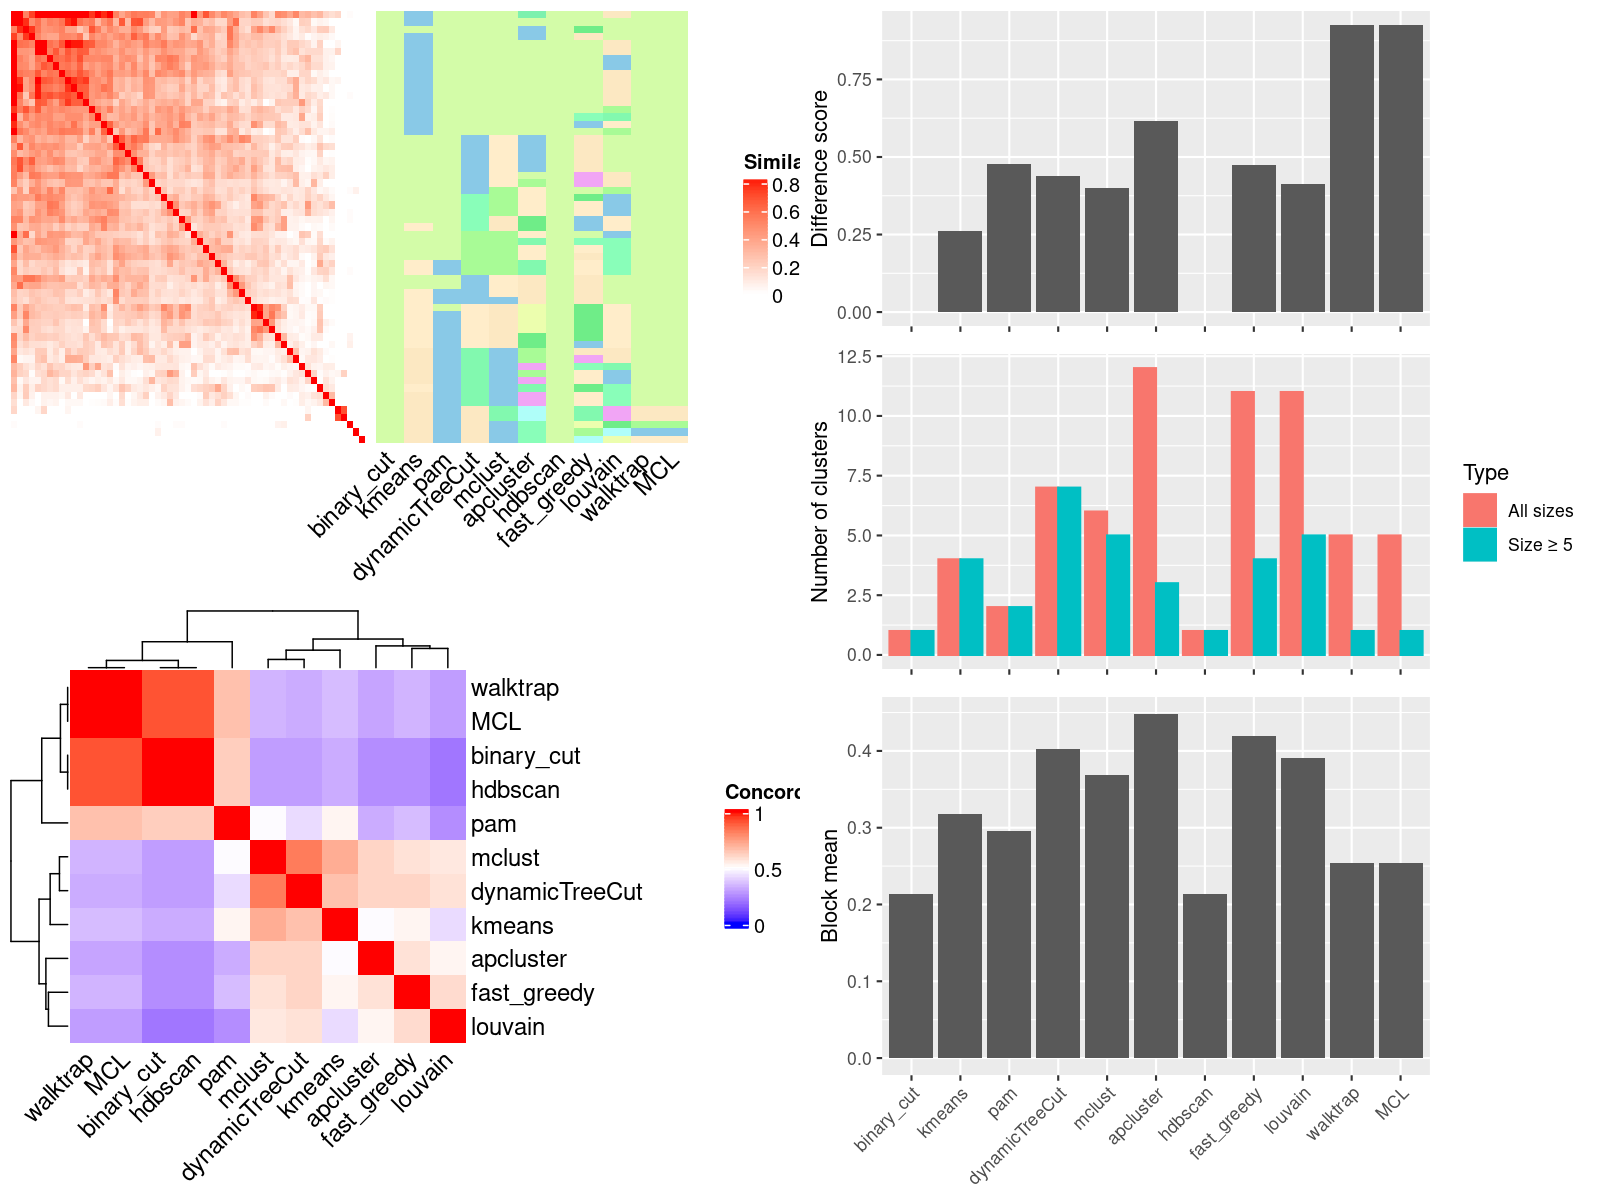 Simila
0.8
0.6
0.4
0.2
0
binary_cut
kmeans
pam
dynamicTreeCut
mclust
apcluster
hdbscan
fast_greedy
louvain
walktrap
MCL
walktrap
MCL
binary_cut
hdbscan
pam
mclust
dynamicTreeCut
kmeans
apcluster
fast_greedy
louvain
Concord
1
0.5
0
walktrap
MCL
binary_cut
hdbscan
pam
mclust
dynamicTreeCut
kmeans
apcluster
fast_greedy
louvain
Difference score
0.75
0.50
0.25
0.00
Number of clusters
12.5
10.0
7.5
5.0
2.5
0.0
Type
All sizes
Size ≥ 5
Block mean
0.4
0.3
0.2
0.1
0.0
binary_cut
kmeans
pam
dynamicTreeCut
mclust
apcluster
hdbscan
fast_greedy
louvain
walktrap
MCL